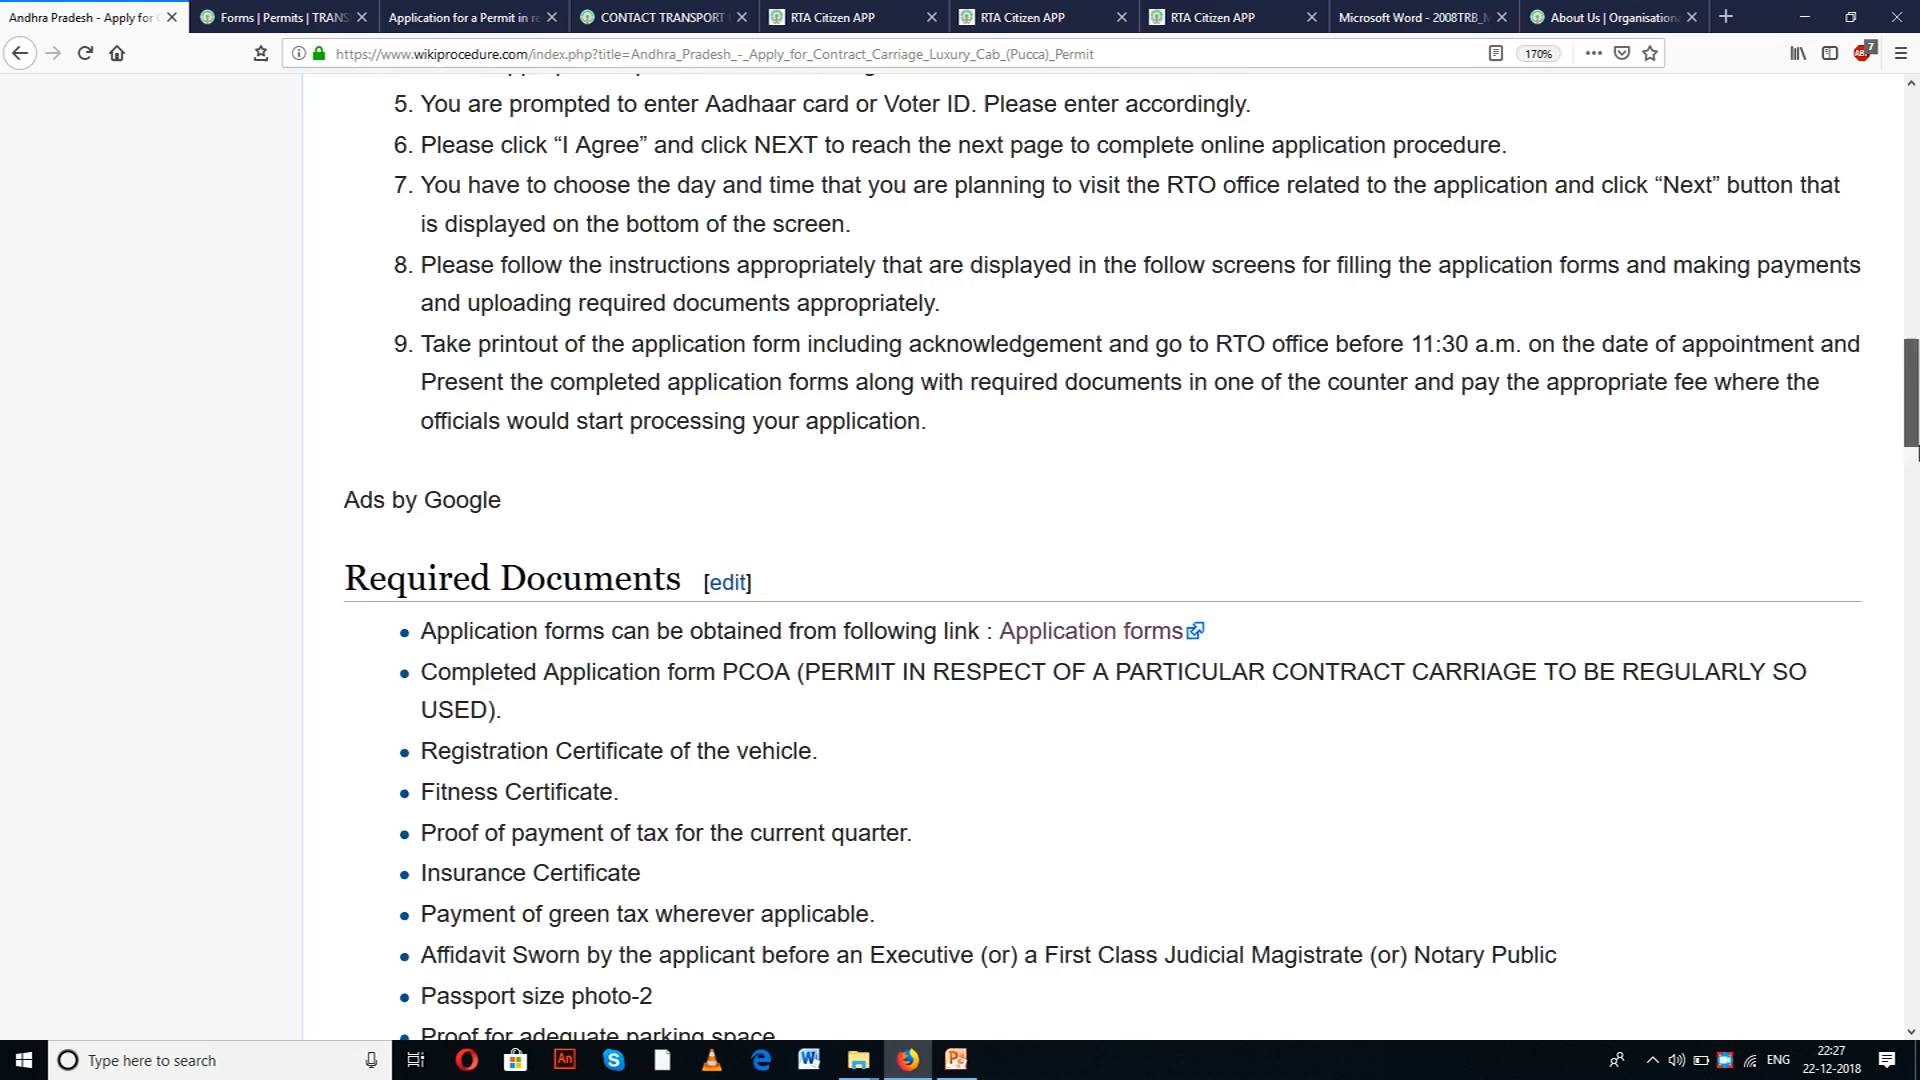 Andhra Pradesh - Apply for
Forms | Permits | TRANS
Application for a Permit in re
CONTACT TRANSPORT
RTA Citizen APP
RTA Citizen APP
RTA Citizen APP
Microsoft Word - 2008TRB_
About Us | Organisation
https://www.wikiprocedure.com/index.php?title=Andhra_Pradesh_-_Apply_for_Contract_Carriage_Luxury_Cab_(Pucca)_Permit
170%
7
5. You are prompted to enter Aadhaar card or Voter ID. Please enter accordingly.
6. Please click “I Agree” and click NEXT to reach the next page to complete online application procedure.
7. You have to choose the day and time that you are planning to visit the RTO office related to the application and click “Next” button that
is displayed on the bottom of the screen.
8. Please follow the instructions appropriately that are displayed in the follow screens for filling the application forms and making payments
and uploading required documents appropriately.
9. Take printout of the application form including acknowledgement and go to RTO office before 11:30 a.m. on the date of appointment and
Present the completed application forms along with required documents in one of the counter and pay the appropriate fee where the
officials would start processing your application.
Ads by Google
Required Documents [edit]
Application forms can be obtained from following link : Application forms
Completed Application form PCOA (PERMIT IN RESPECT OF A PARTICULAR CONTRACT CARRIAGE TO BE REGULARLY SO
USED).
Registration Certificate of the vehicle.
Fitness Certificate.
Proof of payment of tax for the current quarter.
Insurance Certificate
Payment of green tax wherever applicable.
Affidavit Sworn by the applicant before an Executive (or) a First Class Judicial Magistrate (or) Notary Public
Passport size photo-2
Proof for adequate parking space
Type here to search
ENG
22:27
22-12-2018